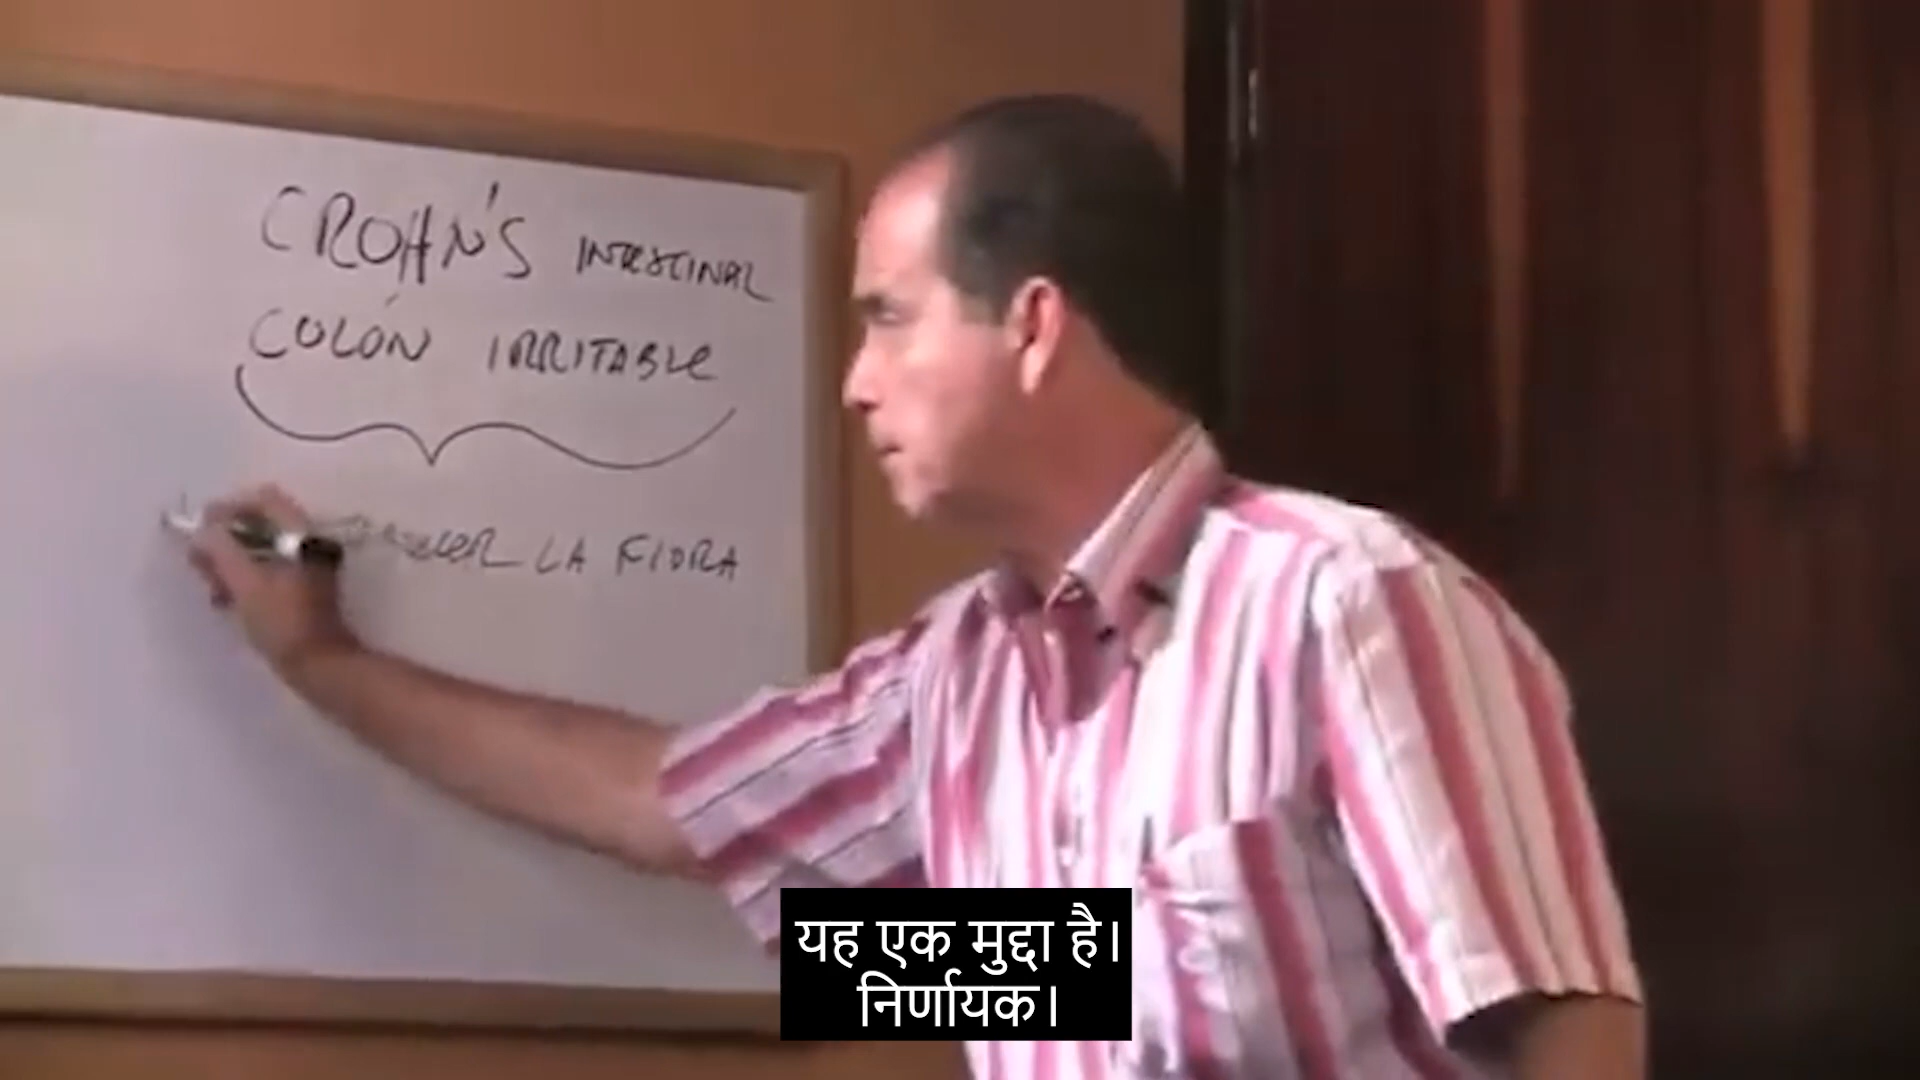 CROHN'S INTESTINAL
COLÓN IRRITABLE
LA FLORA
यह एक मुद्दा है।
निर्णायक।